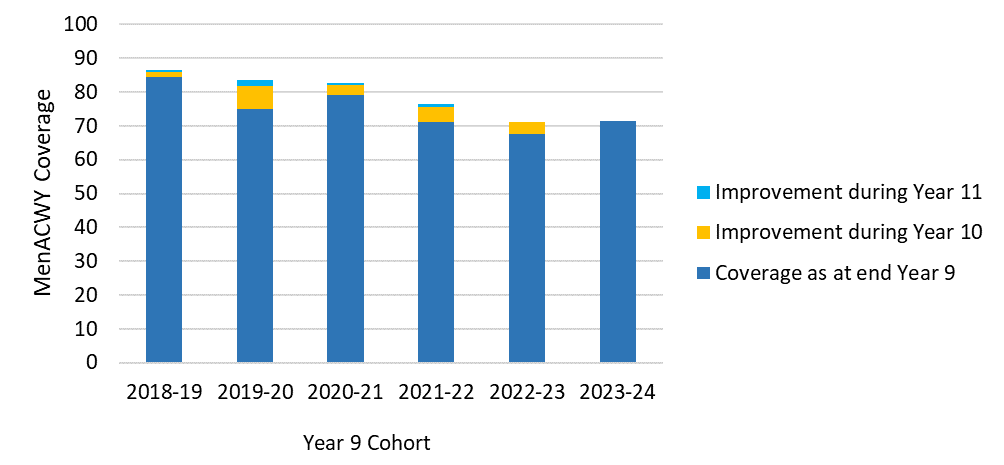 100
90
80
70
60
50
40
30
20
10
0
MenACWY Coverage
2018-19 2019-20 2020-21 2021-22 2022-23 2023-24
Year 9 Cohort
Improvement during Year 11
Improvement during Year 10
Coverage as at end Year 9